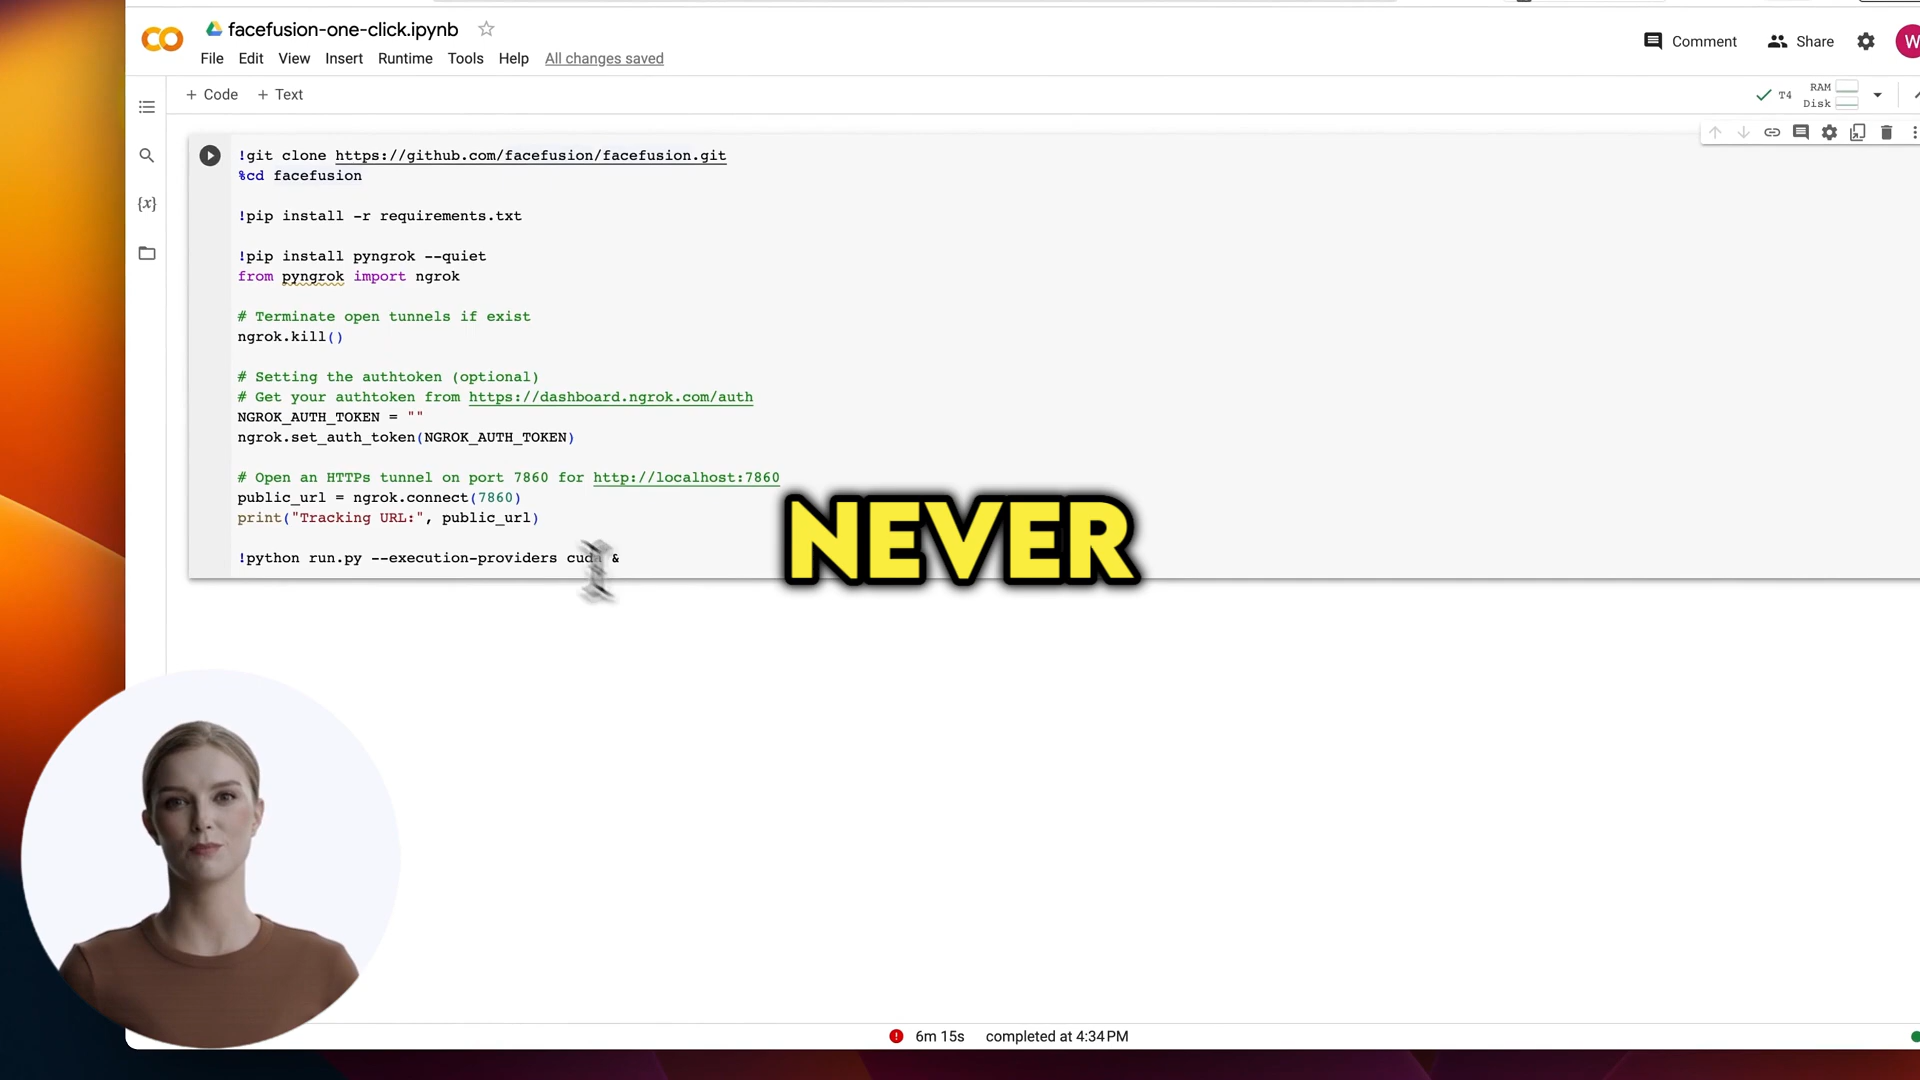 facefusion-one-click.ipynb
File Edit View Insert Runtime Tools Help All changes saved
Comment Share W
+ Code + Text
T4 RAM Disk
{x}
!git clone https://github.com/facefusion/facefusion.git
%cd facefusion
!pip install -r requirements.txt
!pip install pyngrok --quiet
from pyngrok import ngrok
# Terminate open tunnels if exist
ngrok.kill()
# Setting the authtoken (optional)
# Get your authtoken from https://dashboard.ngrok.com/auth
NGROK_AUTH_TOKEN = ""
ngrok.set_auth_token(NGROK_AUTH_TOKEN)
# Open an HTTPs tunnel on port 7860 for http://localhost:7860
public_url = ngrok.connect(7860)
print("Tracking URL:", public_url)
NEVER
!python run.py --execution-providers cuda &
6m 15s completed at 4:34 PM